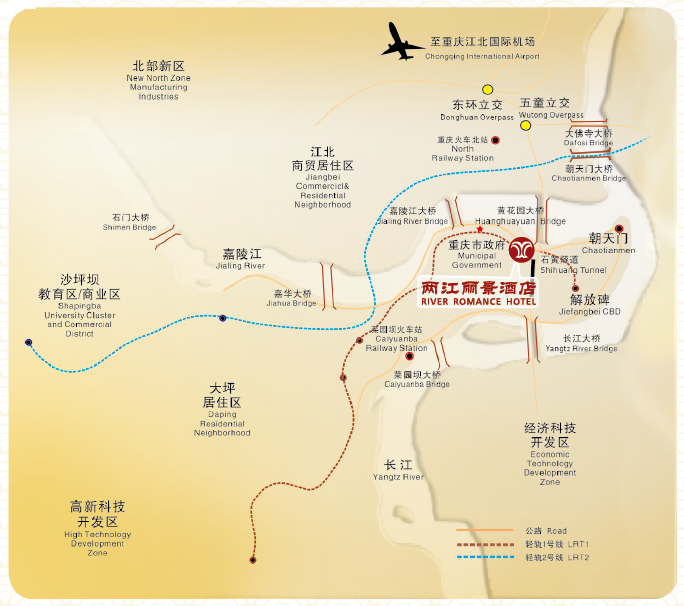 至重庆江北国际机场
Chongqing International Airport
北部新区
New North Zone
Manufacturing
Industries
东环立交
Donghuan Overpass
五童立交
Wutong Overpass
重庆火车北站
North
Railway Station
大佛寺大桥
Dafosi Bridge
朝天门大桥
Chaotianmen Bridge
江北
商贸居住区
Jiangbei
Commercicl&
Residential
Neighborhood
石门大桥
Shimen Bridge
嘉陵江大桥
Jialing River Bridge
黄花园大桥
Huanghuayuan Bridge
朝天门
Chaotianmen
重庆市政府
Municipal
Government
嘉陵江
Jialing River
石黄隧道
Shihuang Tunnel
沙坪坝
教育区/商业区
Shapingba
University Cluster
and Commercial
District
嘉华大桥
Jiahua Bridge
两江丽景酒店
RIVER ROMANCE HOTEL
解放碑
Jiefangbei CBD
菜园坝火车站
Caiyuanba
Railway Station
长江大桥
Yangtz River Bridge
菜园坝大桥
Caiyuanba Bridge
大坪
居住区
Daping
Residential
Neighborhood
经济科技
开发区
Economic
Technology
Development
Zone
长江
Yangtz River
高新科技
开发区
High Technology
Development
Zone
公路 Road
轻轨1号线 LRT1
轻轨2号线 LRT2